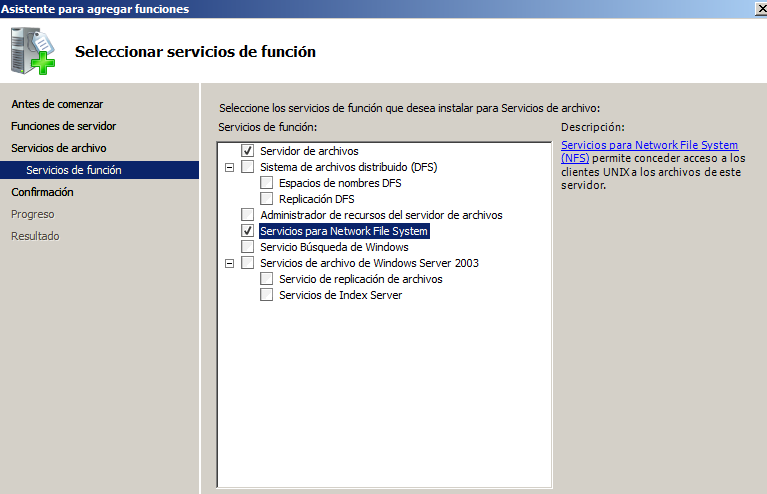 Asistente para agregar funciones
Seleccionar servicios de función
Antes de comenzar
Funciones de servidor
Servicios de archivo
Servicios de función
Confirmación
Progreso
Resultado
Seleccione los servicios de función que desea instalar para Servicios de archivo:
Servicios de función:
Servidor de archivos
Sistema de archivos distribuido (DFS)
Espacios de nombres DFS
Replicación DFS
Administrador de recursos del servidor de archivos
Servicios para Network File System
Servicio Búsqueda de Windows
Servicios de archivo de Windows Server 2003
Servicio de replicación de archivos
Servicios de Index Server
Descripción:
Servicios para Network File System
(NFS) permite conceder acceso a los
clientes UNIX a los archivos de este
servidor.